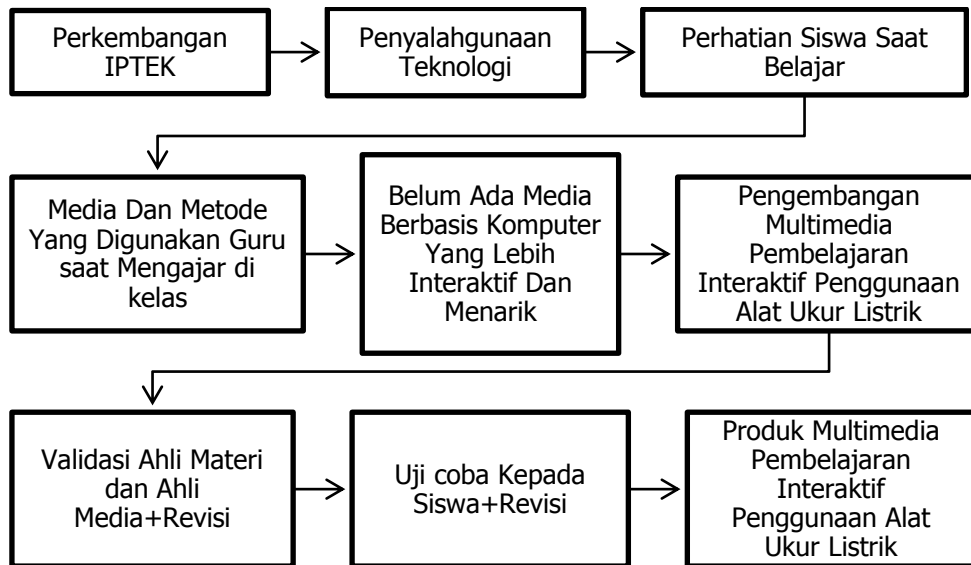 Perkembangan
IPTEK
Penyalahgunaan
Teknologi
Perhatian Siswa Saat
Belajar
Media Dan Metode
Yang Digunakan Guru
saat Mengajar di
kelas
Belum Ada Media
Berbasis Komputer
Yang Lebih
Interaktif Dan
Menarik
Pengembangan
Multimedia
Pembelajaran
Interaktif Penggunaan
Alat Ukur Listrik
Validasi Ahli Materi
dan Ahli
Media+Revisi
Uji coba Kepada
Siswa+Revisi
Produk Multimedia
Pembelajaran
Interaktif
Penggunaan Alat
Ukur Listrik